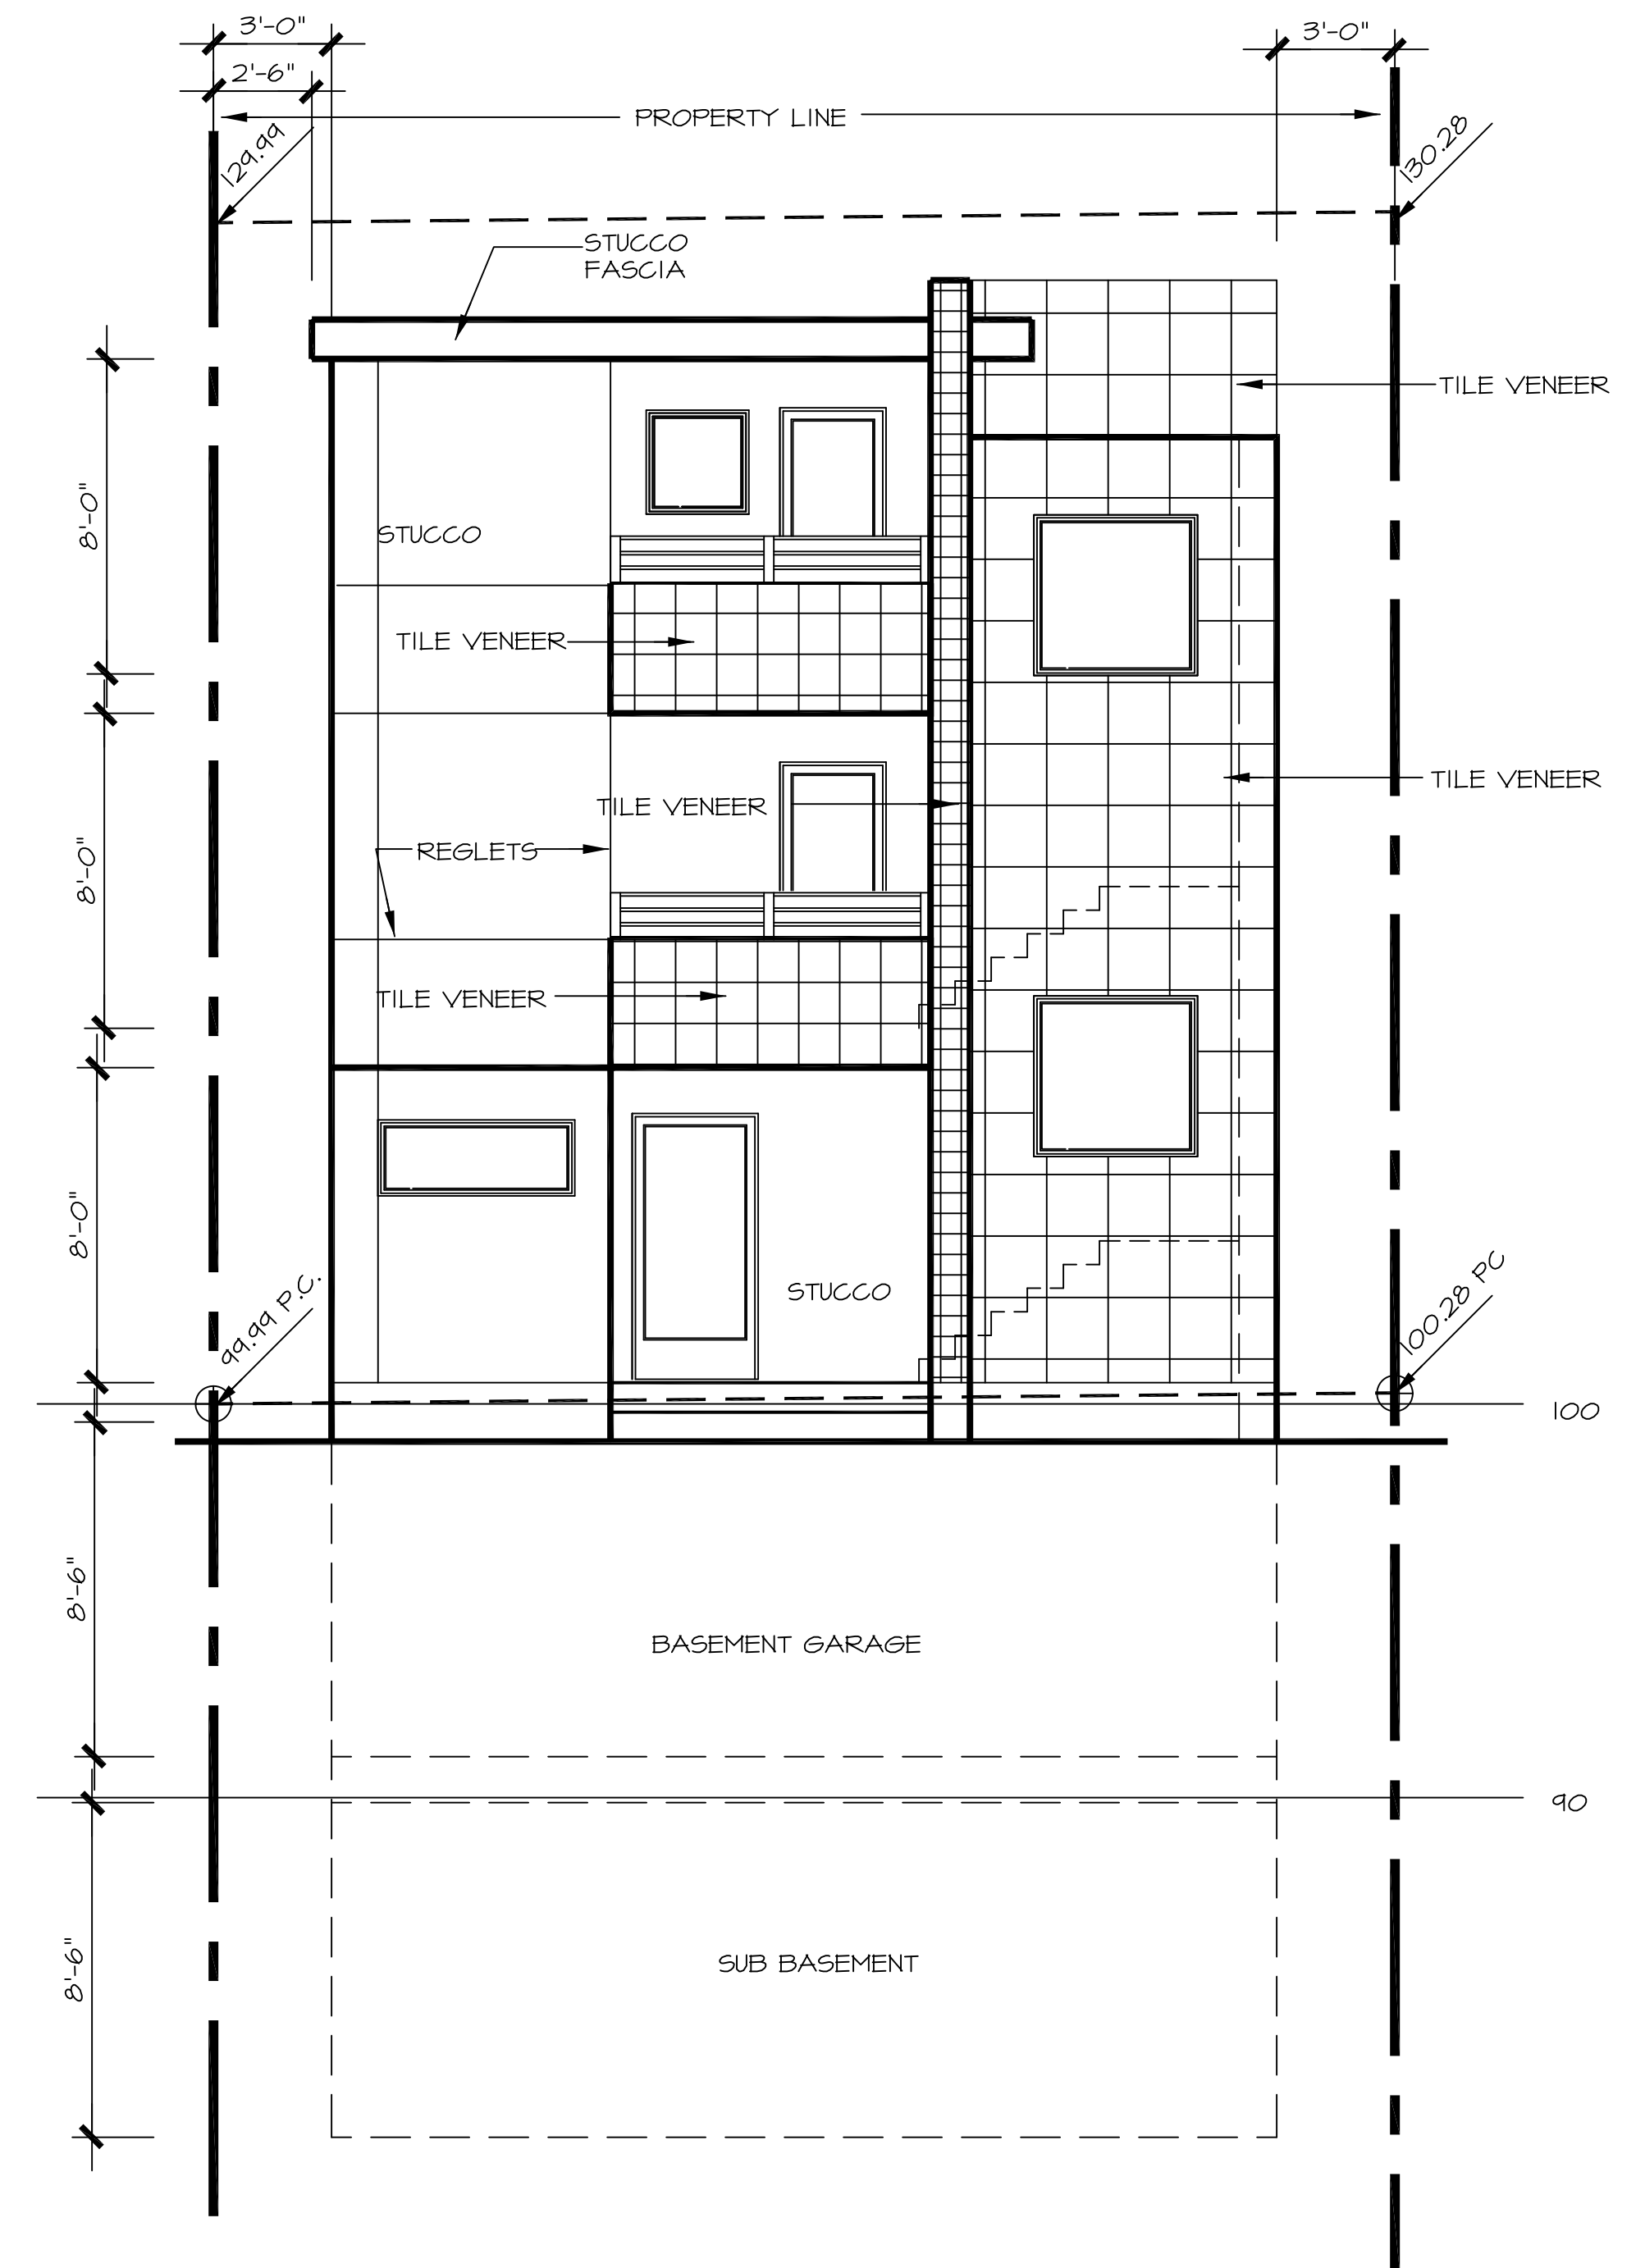 3'-0"
3'-0"
2'-6"
PROPERTY LINE
129.99
130.28
STUCCO
FASCIA
TILE VENEER
8'-0"
STUCCO
TILE VENEER
TILE VENEER
TILE VENEER
8'-0"
REGLETS
TILE VENEER
8'-0"
STUCCO
99.99 P.C.
100.28 PC
100
8'-6"
BASEMENT GARAGE
90
8'-6"
SUB BASEMENT